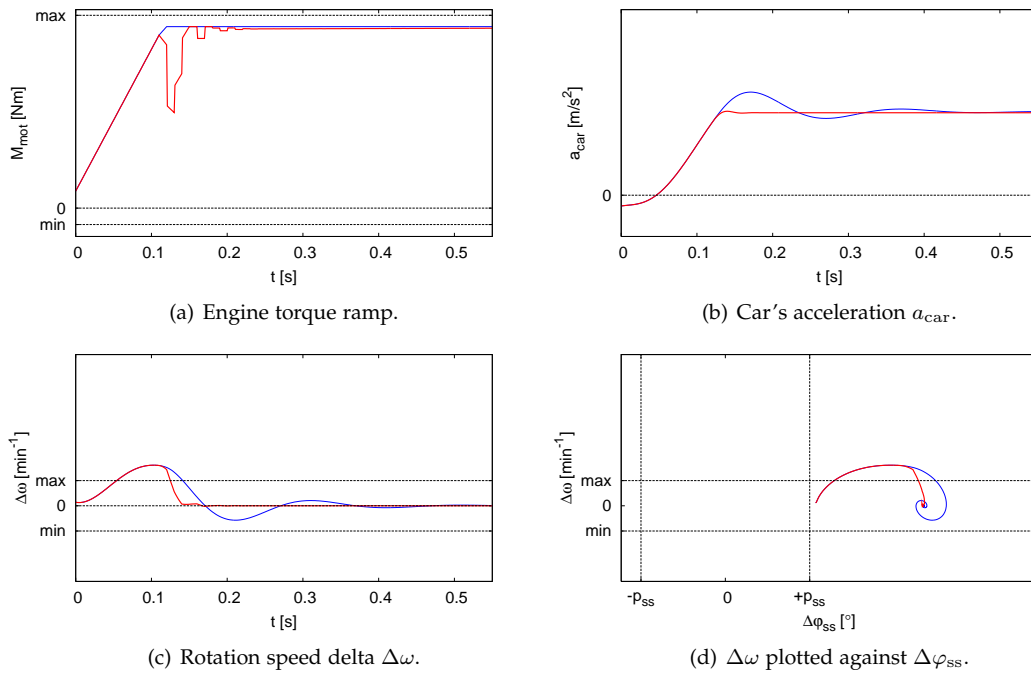 max
M_mot [Nm]
0
min
0 0.1 0.2 0.3 0.4 0.5
t [s]
(a) Engine torque ramp.
a_car [m/s²]
0
0 0.1 0.2 0.3 0.4 0.5
t [s]
(b) Car's acceleration a_car.
Δω [min⁻¹]
max
0
min
0 0.1 0.2 0.3 0.4 0.5
t [s]
(c) Rotation speed delta Δω.
Δω [min⁻¹]
max
0
min
-p_ss 0 +p_ss
Δφ_ss [°]
(d) Δω plotted against Δφ_ss.